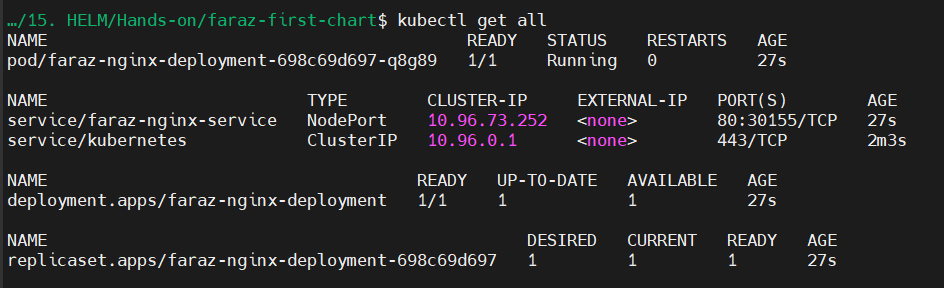 …/15. HELM/Hands-on/faraz-first-chart$ kubectl get all
NAME READY STATUS RESTARTS AGE
pod/faraz-nginx-deployment-698c69d697-q8g89 1/1 Running 0 27s
NAME TYPE CLUSTER-IP EXTERNAL-IP PORT(S) AGE
service/faraz-nginx-service NodePort 10.96.73.252 <none> 80:30155/TCP 27s
service/kubernetes ClusterIP 10.96.0.1 <none> 443/TCP 2m3s
NAME READY UP-TO-DATE AVAILABLE AGE
deployment.apps/faraz-nginx-deployment 1/1 1 1 27s
NAME DESIRED CURRENT READY AGE
replicaset.apps/faraz-nginx-deployment-698c69d697 1 1 1 27s